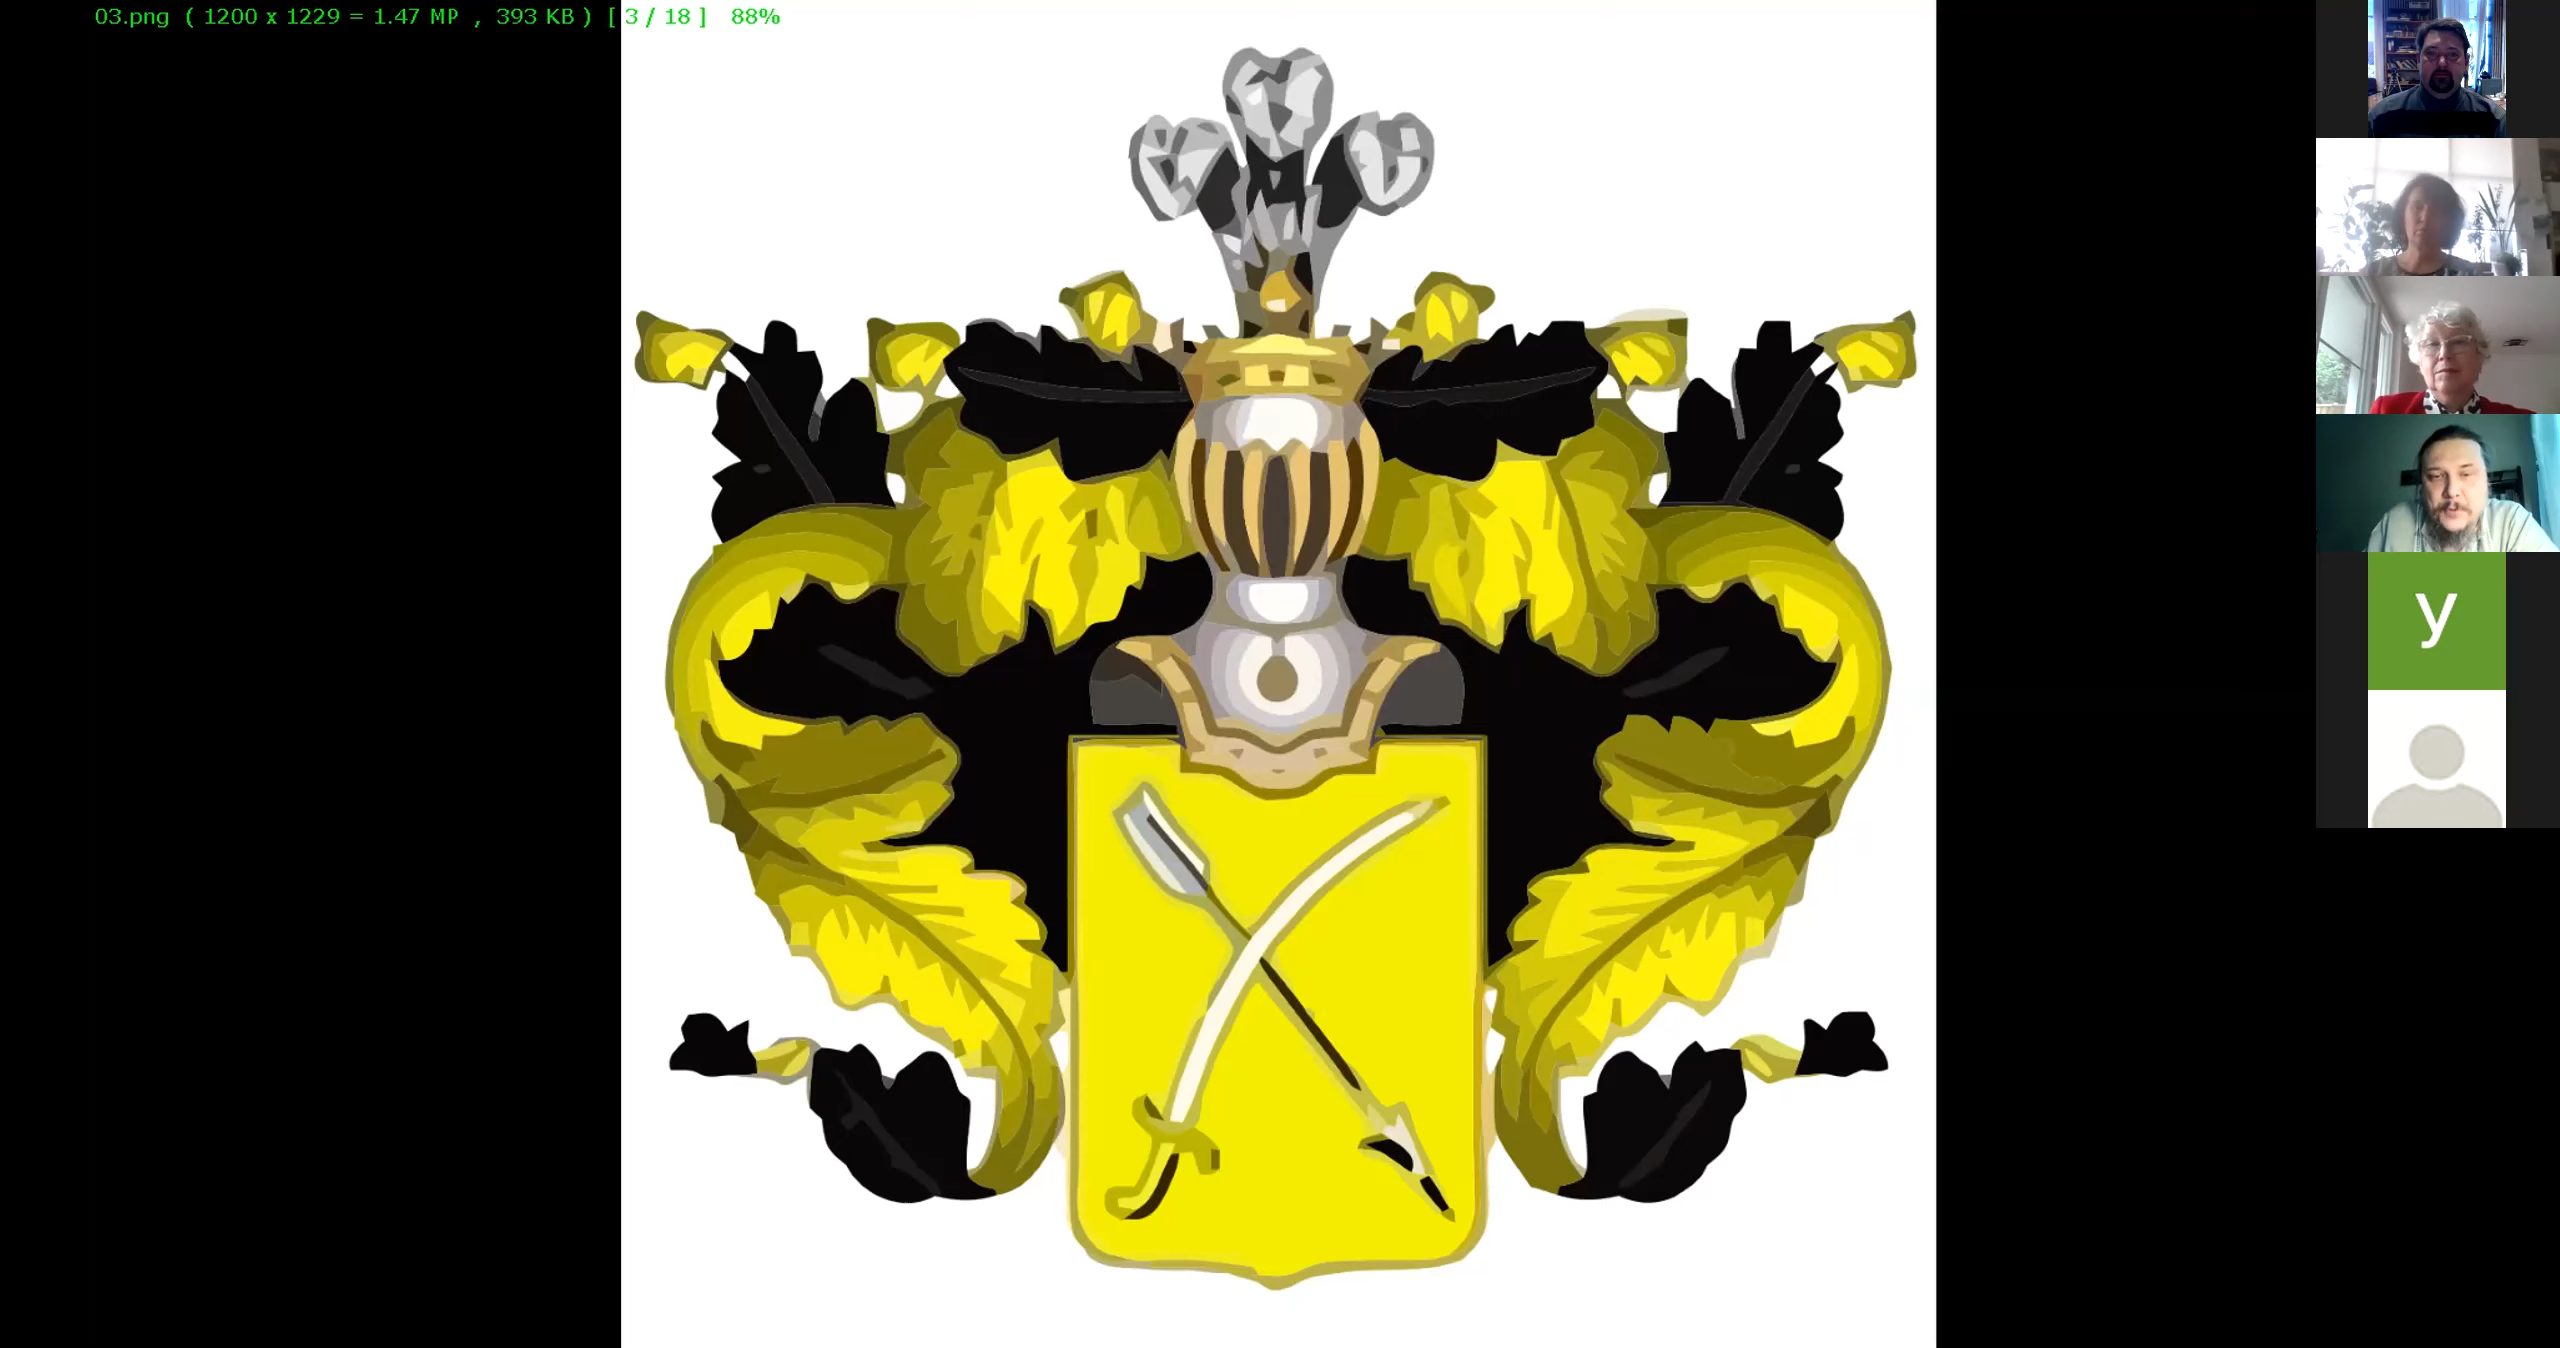 03.png ( 1200 x 1229 = 1.47 MP , 393 KB ) [ 3 / 18 ] 88%
y